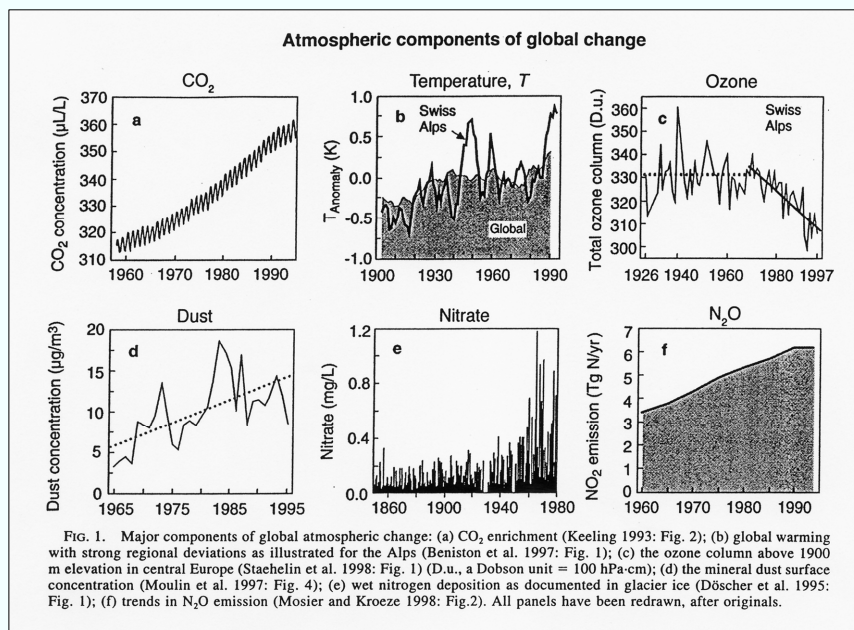 Atmospheric components of global change
CO₂
CO₂ concentration (µL/L)
370
360
350
340
330
320
310
a
1960 1970 1980 1990
Temperature, T
T Anomaly (K)
1.0
0.5
0.0
-0.5
-1.0
b
Swiss
Alps
Global
1900 1930 1960 1990
Ozone
Total ozone column (D.u.)
360
350
340
330
320
310
300
c
Swiss
Alps
1926 1940 1960 1980 1997
Dust
Dust concentration (µg/m³)
20
15
10
5
0
d
1965 1975 1985 1995
Nitrate
Nitrate (mg/L)
1.2
0.8
0.4
0.0
e
1860 1900 1940 1980
N₂O
NO₂ emission (Tg N/yr)
7
6
5
4
3
2
1
0
f
1960 1970 1980 1990
FIG. 1. Major components of global atmospheric change: (a) CO₂ enrichment (Keeling 1993: Fig. 2); (b) global warming
with strong regional deviations as illustrated for the Alps (Beniston et al. 1997: Fig. 1); (c) the ozone column above 1900
m elevation in central Europe (Staehelin et al. 1998: Fig. 1) (D.u., a Dobson unit = 100 hPa·cm); (d) the mineral dust surface
concentration (Moulin et al. 1997: Fig. 4); (e) wet nitrogen deposition as documented in glacier ice (Döscher et al. 1995:
Fig. 1); (f) trends in N₂O emission (Mosier and Kroeze 1998: Fig.2). All panels have been redrawn, after originals.